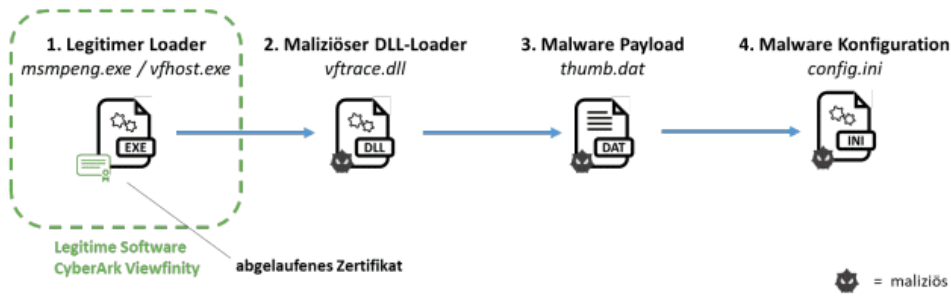 1. Legitimer Loader
msmpeng.exe / vfhost.exe
2. Maliziöser DLL-Loader
vftrace.dll
3. Malware Payload
thumb.dat
4. Malware Konfiguration
config.ini
EXE
DLL
DAT
INI
Legitime Software
CyberArk Viewfinity
abgelaufenes Zertifikat
= maliziös